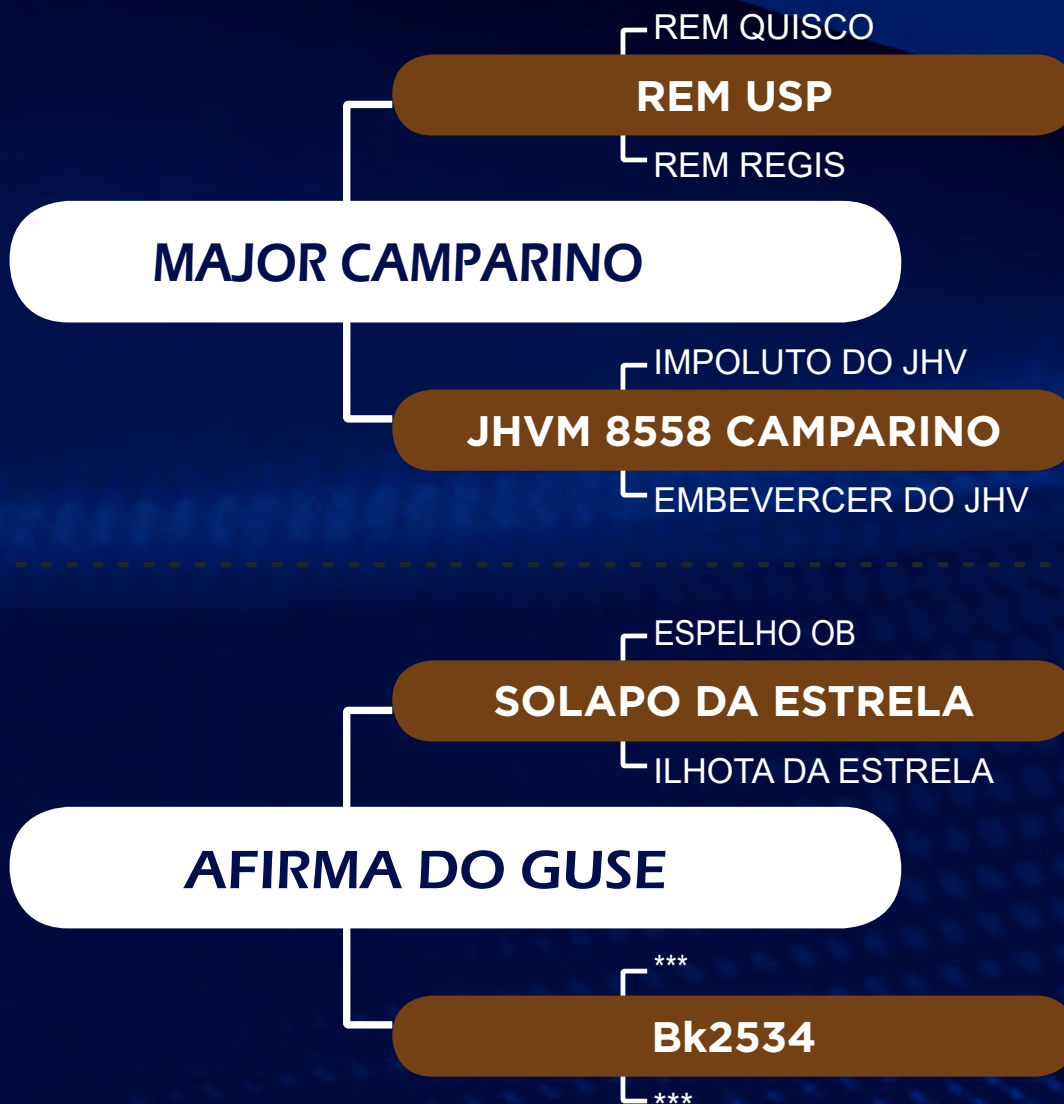 REM QUISCO
REM USP
REM REGIS
MAJOR CAMPARINO
IMPOLUTO DO JHV
JHVM 8558 CAMPARINO
EMBEVERCER DO JHV
ESPELHO OB
SOLAPO DA ESTRELA
ILHOTA DA ESTRELA
AFIRMA DO GUSE
***
Bk2534
***